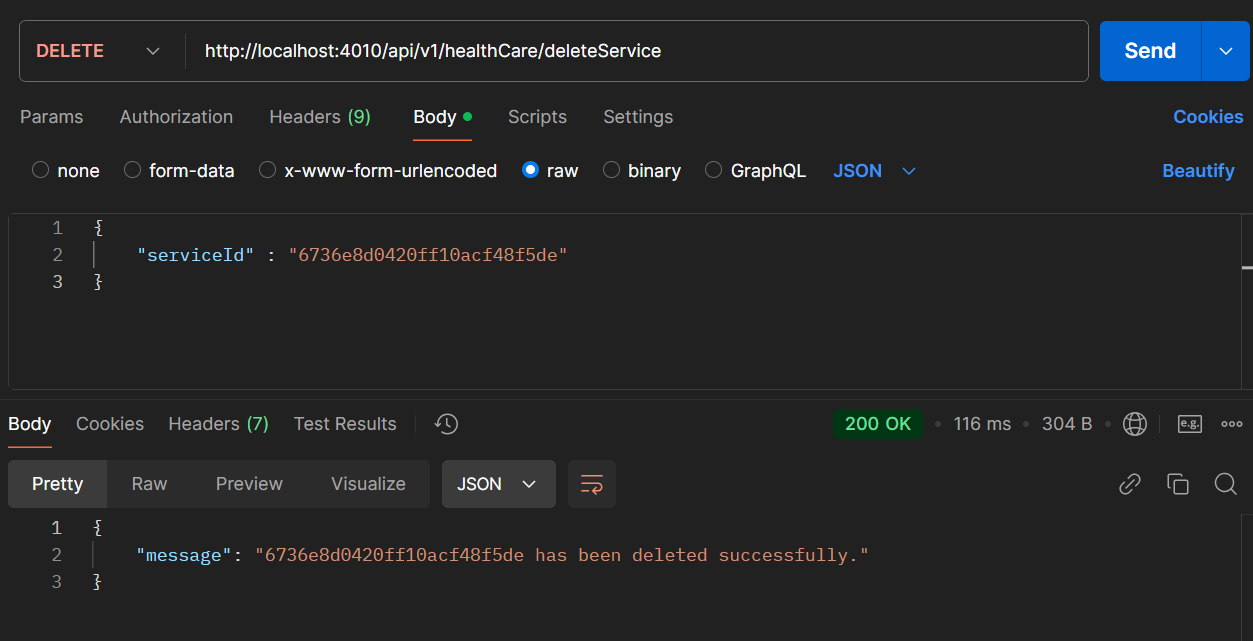 DELETE http://localhost:4010/api/v1/healthCare/deleteService Send
Params Authorization Headers (9) Body Scripts Settings Cookies
none form-data x-www-form-urlencoded raw binary GraphQL JSON Beautify
1 {
2 "serviceId" : "6736e8d0420ff10acf48f5de"
3 }
Body Cookies Headers (7) Test Results 200 OK • 116 ms • 304 B • e.g.
Pretty Raw Preview Visualize JSON
1 {
2 "message": "6736e8d0420ff10acf48f5de has been deleted successfully."
3 }